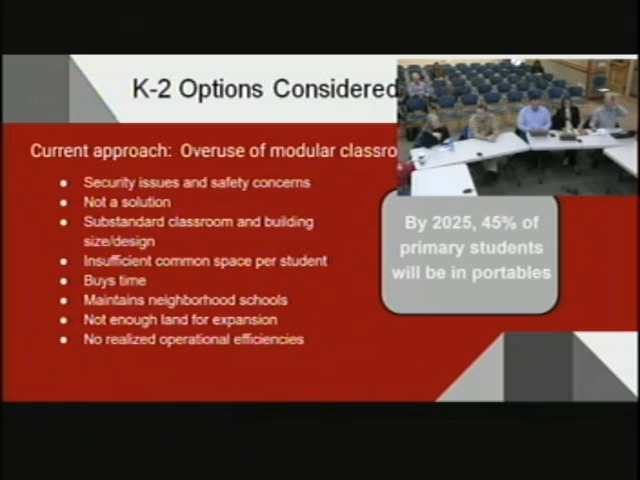 K-2 Options Considered
Current approach: Overuse of modular classro
Security issues and safety concerns
Not a solution
Substandard classroom and building
size/design
Insufficient common space per student
Buys time
Maintains neighborhood schools
Not enough land for expansion
No realized operational efficiencies
By 2025, 45% of
primary students
will be in portables